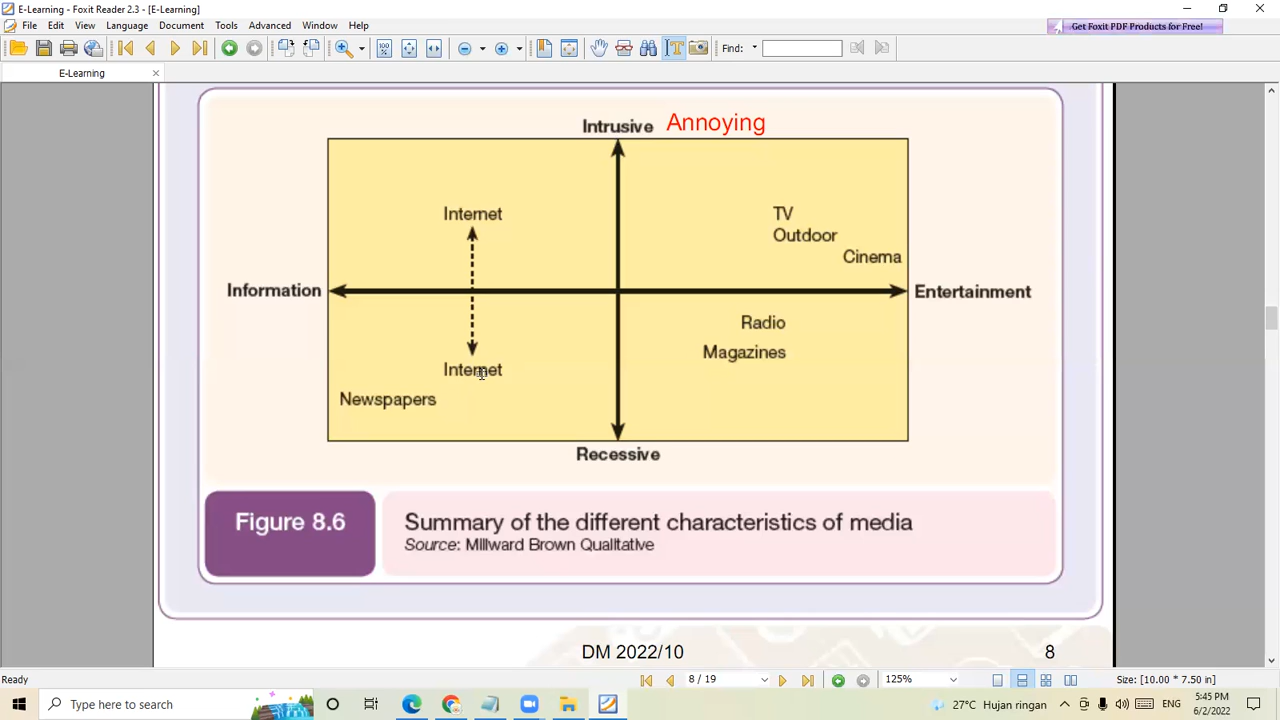 E-Learning - Foxit Reader 2.3 - [E-Learning]
File Edit View Language Document Tools Advanced Window Help
Get Foxit PDF Products for Free!
Find:
E-Learning
Intrusive Annoying
Internet
TV
Outdoor
Cinema
Information
Entertainment
Radio
Magazines
Internet
Newspapers
Recessive
Figure 8.6
Summary of the different characteristics of media
Source: Millward Brown Qualitative
DM 2022/10
8
Ready
8 / 19
125%
Size: [10.00 * 7.50 in]
Type here to search
27°C Hujan ringan
5:45 PM
6/2/2022